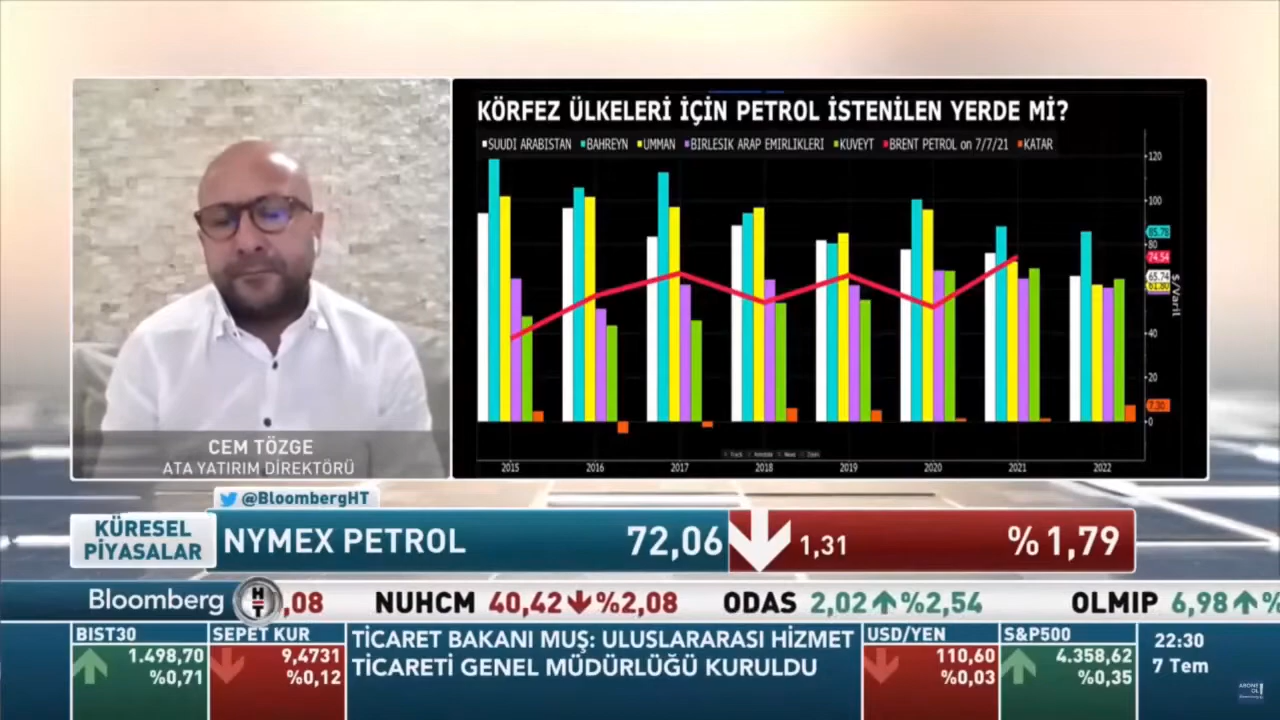 KÖRFEZ ÜLKELERİ İÇİN PETROL İSTENİLEN YERDE Mİ?
SUUDI ARABISTAN BAHREYN UMMAN BIRLESIK ARAP EMIRLIKLERI KUVEYT BRENT PETROL on 7/7/21 KATAR
120
100
85.78
80
74.54
65.74
$/Varil
40
20
7.30
0
2015 2016 2017 2018 2019 2020 2021 2022
CEM TÖZGE
ATA YATIRIM DİREKTÖRÜ
@BloombergHT
KÜRESEL
PİYASALAR
NYMEX PETROL 72,06 1,31 %1,79
Bloomberg HT ,08 NUHCM 40,42 %2,08 ODAS 2,02 %2,54 OLMIP 6,98 %
BIST30
1.498,70
%0,71
SEPET KUR
9,4731
%0,12
TİCARET BAKANI MUŞ: ULUSLARARASI HİZMET
TİCARETİ GENEL MÜDÜRLÜĞÜ KURULDU
USD/YEN
110,60
%0,03
S&P500
4.358,62
%0,35
22:30
7 Tem
ABONE
OL!